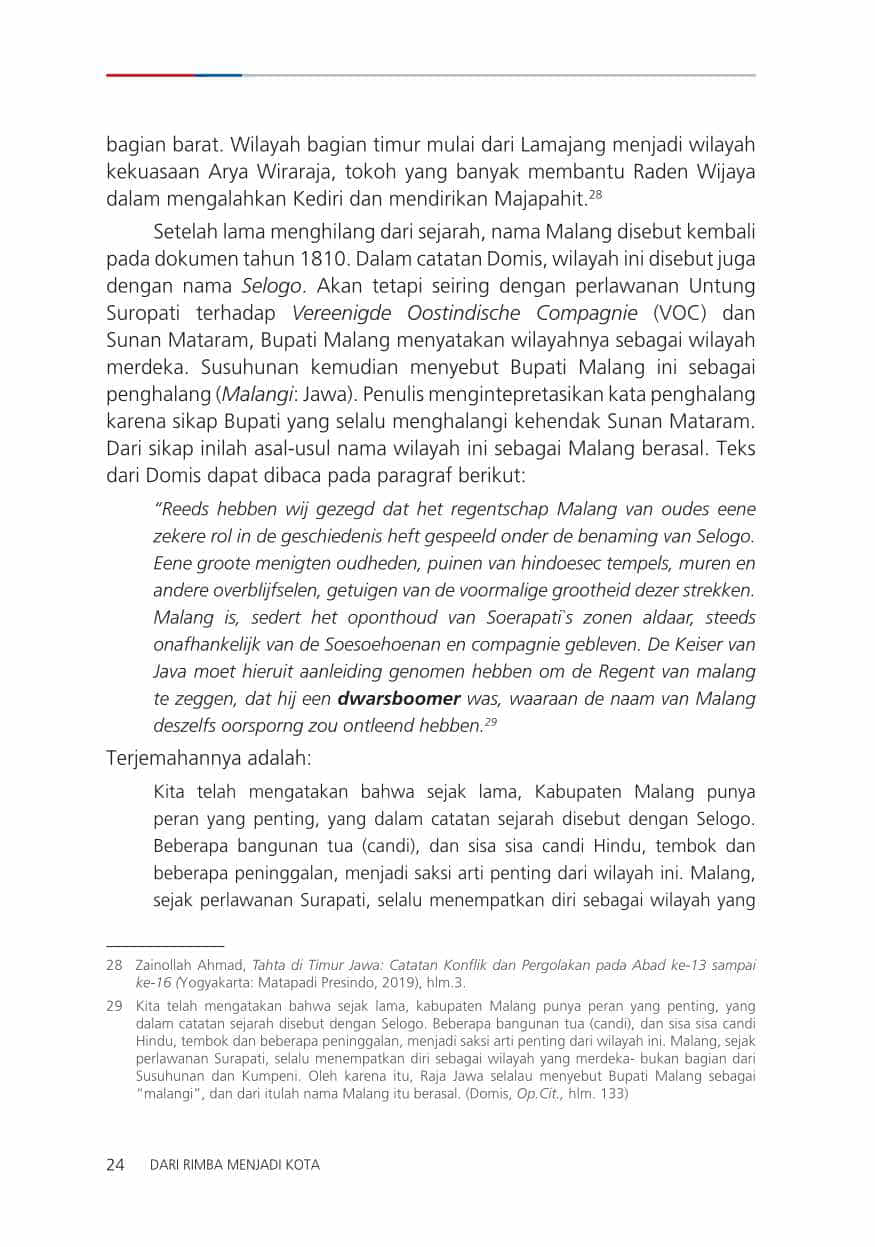 bagian barat. Wilayah bagian timur mulai dari Lamajang menjadi wilayah
kekuasaan Arya Wiraraja, tokoh yang banyak membantu Raden Wijaya
dalam mengalahkan Kediri dan mendirikan Majapahit.28
Setelah lama menghilang dari sejarah, nama Malang disebut kembali
pada dokumen tahun 1810. Dalam catatan Domis, wilayah ini disebut juga
dengan nama Selogo. Akan tetapi seiring dengan perlawanan Untung
Suropati terhadap Vereenigde Oostindische Compagnie (VOC) dan
Sunan Mataram, Bupati Malang menyatakan wilayahnya sebagai wilayah
merdeka. Susuhunan kemudian menyebut Bupati Malang ini sebagai
penghalang (Malangi: Jawa). Penulis mengintepretasikan kata penghalang
karena sikap Bupati yang selalu menghalangi kehendak Sunan Mataram.
Dari sikap inilah asal-usul nama wilayah ini sebagai Malang berasal. Teks
dari Domis dapat dibaca pada paragraf berikut:
“Reeds hebben wij gezegd dat het regentschap Malang van oudes eene
zekere rol in de geschiedenis heft gespeeld onder de benaming van Selogo.
Eene groote menigten oudheden, puinen van hindoesec tempels, muren en
andere overblijfselen, getuigen van de voormalige grootheid dezer strekken.
Malang is, sedert het oponthoud van Soerapati`s zonen aldaar, steeds
onafhankelijk van de Soesoehoenan en compagnie gebleven. De Keiser van
Java moet hieruit aanleiding genomen hebben om de Regent van malang
te zeggen, dat hij een dwarsboomer was, waaraan de naam van Malang
deszelfs oorsporng zou ontleend hebben.29
Terjemahannya adalah:
Kita telah mengatakan bahwa sejak lama, Kabupaten Malang punya
peran yang penting, yang dalam catatan sejarah disebut dengan Selogo.
Beberapa bangunan tua (candi), dan sisa sisa candi Hindu, tembok dan
beberapa peninggalan, menjadi saksi arti penting dari wilayah ini. Malang,
sejak perlawanan Surapati, selalu menempatkan diri sebagai wilayah yang
28 Zainollah Ahmad, Tahta di Timur Jawa: Catatan Konflik dan Pergolakan pada Abad ke-13 sampai
ke-16 (Yogyakarta: Matapadi Presindo, 2019), hlm.3.
29 Kita telah mengatakan bahwa sejak lama, kabupaten Malang punya peran yang penting, yang
dalam catatan sejarah disebut dengan Selogo. Beberapa bangunan tua (candi), dan sisa sisa candi
Hindu, tembok dan beberapa peninggalan, menjadi saksi arti penting dari wilayah ini. Malang, sejak
perlawanan Surapati, selalu menempatkan diri sebagai wilayah yang merdeka- bukan bagian dari
Susuhunan dan Kumpeni. Oleh karena itu, Raja Jawa selalau menyebut Bupati Malang sebagai
“malangi”, dan dari itulah nama Malang itu berasal. (Domis, Op.Cit., hlm. 133)
24 DARI RIMBA MENJADI KOTA